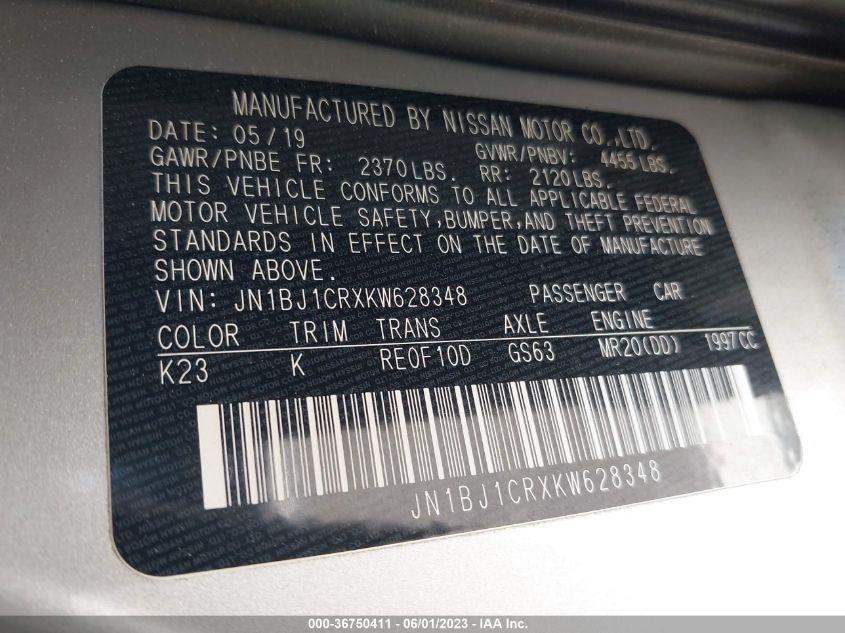 MANUFACTURED BY NISSAN MOTOR CO.,LTD.
DATE: 05/19 GVWR/PNBV: 4455 LBS.
GAWR/PNBE FR: 2370LBS. RR: 2120LBS.
THIS VEHICLE CONFORMS TO ALL APPLICABLE FEDERAL
MOTOR VEHICLE SAFETY,BUMPER,AND THEFT PREVENTION
STANDARDS IN EFFECT ON THE DATE OF MANUFACTURE
SHOWN ABOVE.
VIN: JN1BJ1CRXKW628348 PASSENGER CAR
COLOR TRIM TRANS AXLE ENGINE
K23 K RE0F10D GS63 MR20(DD) 1997CC
JN1BJ1CRXKW628348
000-36750411 - 06/01/2023 - IAA Inc.